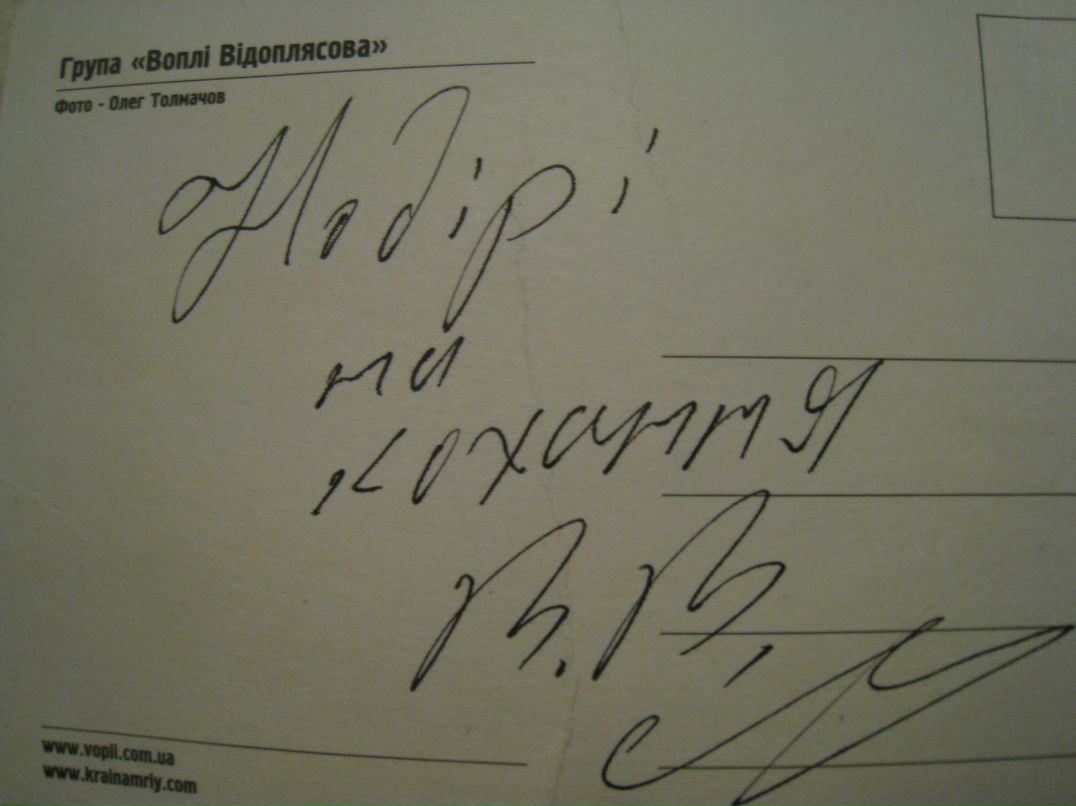 Група «Воплі Відоплясова»
Фото - Олег Толмачов
Надірі
на
кохання
В.В.
www.vopli.com.ua
www.krainamriy.com